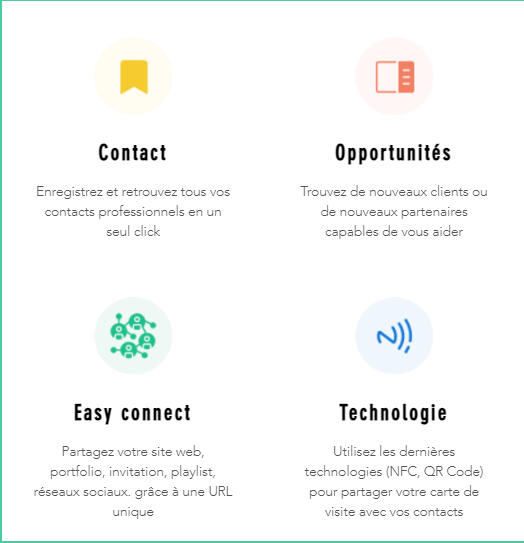 Contact
Enregistrez et retrouvez tous vos
contacts professionnels en un
seul click
Opportunités
Trouvez de nouveaux clients ou
de nouveaux partenaires
capables de vous aider
Easy connect
Partagez votre site web,
portfolio, invitation, playlist,
réseaux sociaux. grâce à une URL
unique
Technologie
Utilisez les dernières
technologies (NFC, QR Code)
pour partager votre carte de
visite avec vos contacts